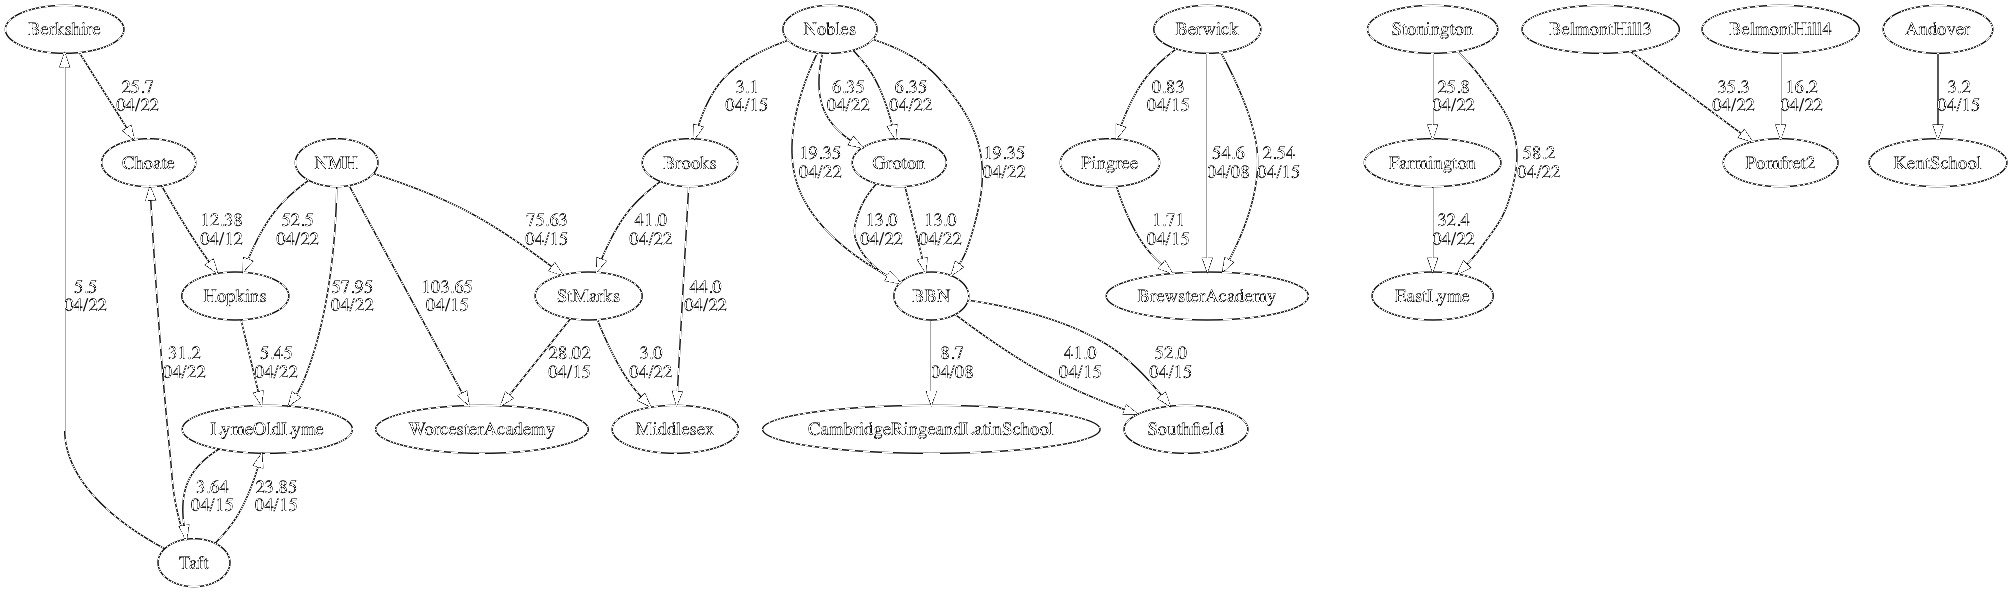 Berkshire
Nobles
Berwick
Stonington
BelmontHill3
BelmontHill4
Andover
25.7
04/22
3.1
04/15
6.35
04/22
6.35
04/22
0.83
04/15
25.8
04/22
35.3
04/22
16.2
04/22
3.2
04/15
Choate
NMH
Brooks
19.35
04/22
Groton
19.35
04/22
Pingree
54.6
04/08
2.54
04/15
Farmington
58.2
04/22
Pomfret2
KentSchool
12.38
04/12
52.5
04/22
75.63
04/15
41.0
04/22
13.0
04/22
13.0
04/22
1.71
04/15
32.4
04/22
5.5
04/22
Hopkins
57.95
04/22
103.65
04/15
StMarks
44.0
04/22
BBN
BrewsterAcademy
EastLyme
31.2
04/22
5.45
04/22
28.02
04/15
3.0
04/22
8.7
04/08
41.0
04/15
52.0
04/15
LymeOldLyme
WorcesterAcademy
Middlesex
CambridgeRingeandLatinSchool
Southfield
3.64
04/15
23.85
04/15
Taft